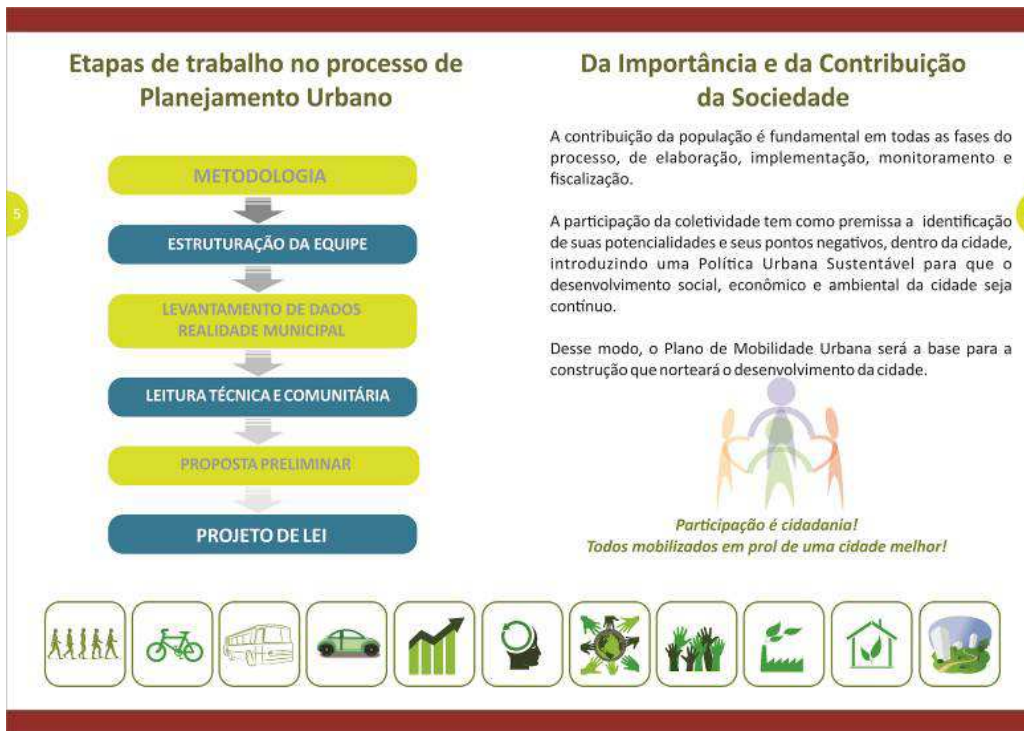 Etapas de trabalho no processo de
Planejamento Urbano
METODOLOGIA
ESTRUTURAÇÃO DA EQUIPE
LEVANTAMENTO DE DADOS
REALIDADE MUNICIPAL
LEITURA TÉCNICA E COMUNITÁRIA
PROPOSTA PRELIMINAR
PROJETO DE LEI
5
Da Importância e da Contribuição
da Sociedade
A contribuição da população é fundamental em todas as fases do
processo, de elaboração, implementação, monitoramento e
fiscalização.
A participação da coletividade tem como premissa a identificação
de suas potencialidades e seus pontos negativos, dentro da cidade,
introduzindo uma Política Urbana Sustentável para que o
desenvolvimento social, econômico e ambiental da cidade seja
contínuo.
Desse modo, o Plano de Mobilidade Urbana será a base para a
construção que norteará o desenvolvimento da cidade.
Participação é cidadania!
Todos mobilizados em prol de uma cidade melhor!